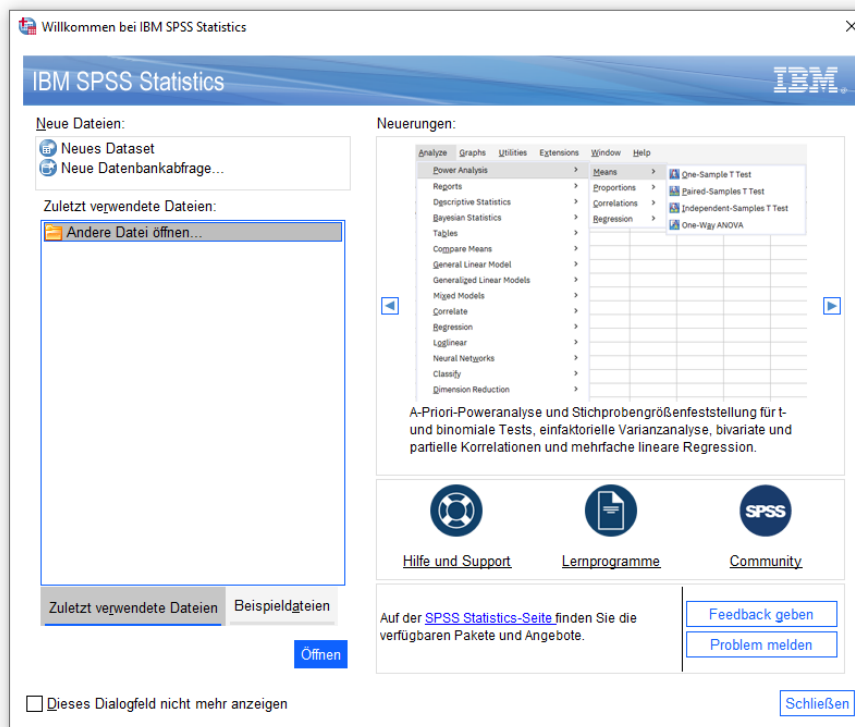 Willkommen bei IBM SPSS Statistics
IBM SPSS Statistics
IBM
Neue Dateien:
Neues Dataset
Neue Datenbankabfrage...
Zuletzt verwendete Dateien:
Andere Datei öffnen...
Zuletzt verwendete Dateien
Beispieldateien
Öffnen
Neuerungen:
Analyze Graphs Utilities Extensions Window Help
Power Analysis
Reports
Descriptive Statistics
Bayesian Statistics
Tables
Compare Means
General Linear Model
Generalized Linear Models
Mixed Models
Correlate
Regression
Loglinear
Neural Networks
Classify
Dimension Reduction
Means
Proportions
Correlations
Regression
One-Sample T Test
Paired-Samples T Test
Independent-Samples T Test
One-Way ANOVA
A-Priori-Poweranalyse und Stichprobengrößenfeststellung für t-
und binomiale Tests, einfaktorielle Varianzanalyse, bivariate und
partielle Korrelationen und mehrfache lineare Regression.
SPSS
Hilfe und Support
Lernprogramme
Community
Auf der SPSS Statistics-Seite finden Sie die
verfügbaren Pakete und Angebote.
Feedback geben
Problem melden
Dieses Dialogfeld nicht mehr anzeigen
Schließen